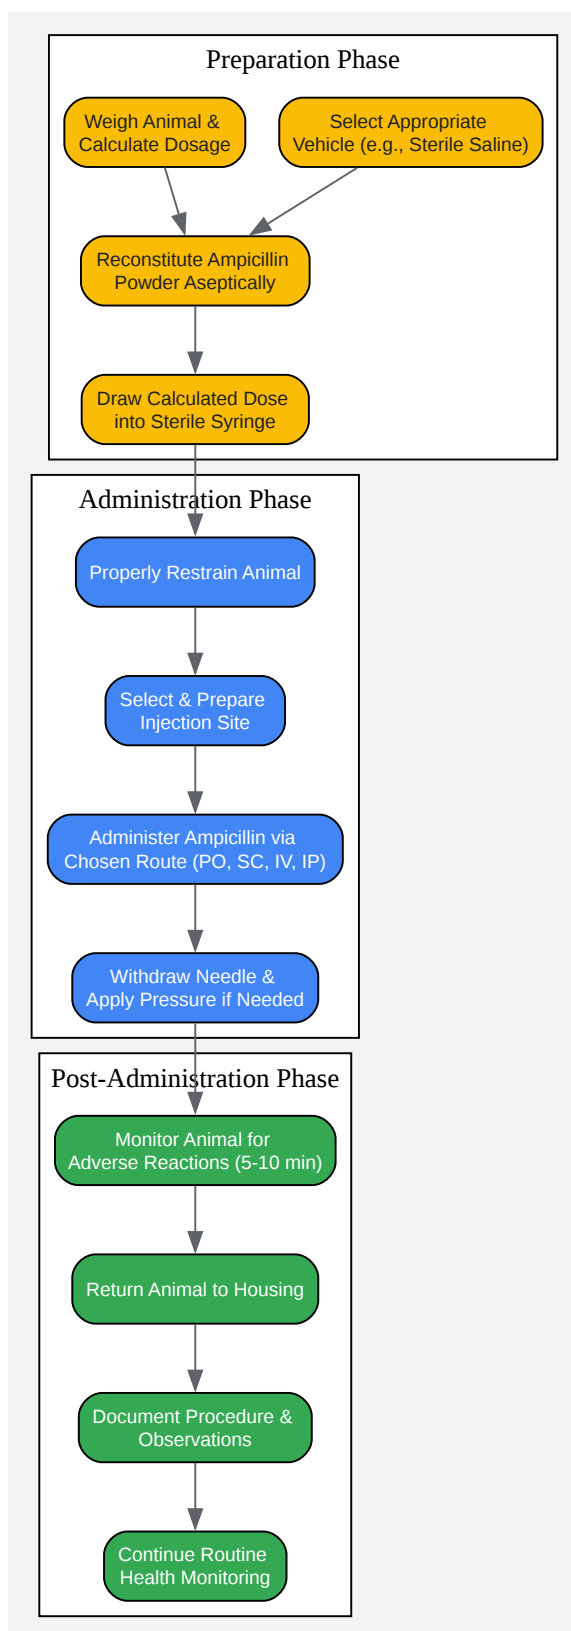 Preparation Phase
Weigh Animal &
Calculate Dosage
Select Appropriate
Vehicle (e.g., Sterile Saline)
Reconstitute Ampicillin
Powder Aseptically
Draw Calculated Dose
into Sterile Syringe
Administration Phase
Properly Restrain Animal
Select & Prepare
Injection Site
Administer Ampicillin via
Chosen Route (PO, SC, IV, IP)
Withdraw Needle &
Apply Pressure if Needed
Post-Administration Phase
Monitor Animal for
Adverse Reactions (5-10 min)
Return Animal to Housing
Document Procedure &
Observations
Continue Routine
Health Monitoring